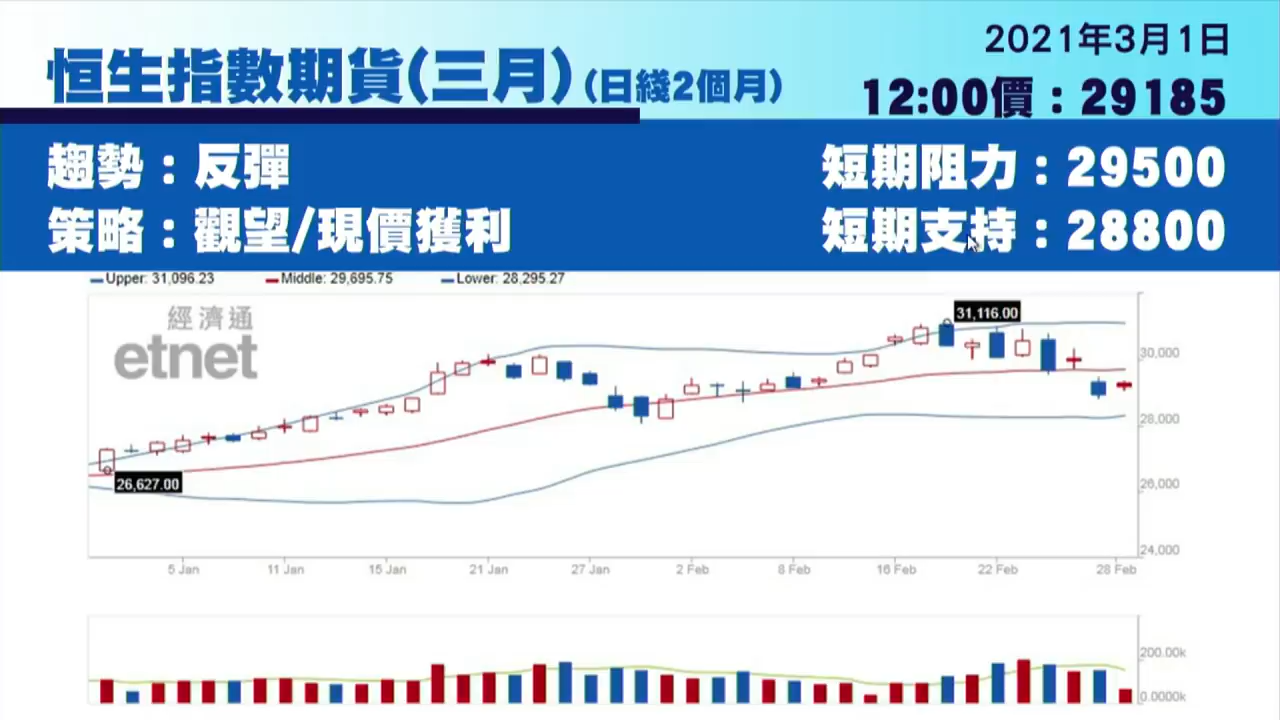 恒生指數期貨(三月)(日綫2個月)
2021年3月1日
12:00價：29185
趨勢：反彈
短期阻力：29500
策略：觀望/現價獲利
短期支持：28800
Upper: 31,096.23 Middle: 29,695.75 Lower: 28,295.27
經濟通
etnet
31,116.00
30,000
28,000
26,627.00
26,000
24,000
5 Jan 11 Jan 15 Jan 21 Jan 27 Jan 2 Feb 8 Feb 16 Feb 22 Feb 28 Feb
200.00k
0.0000k